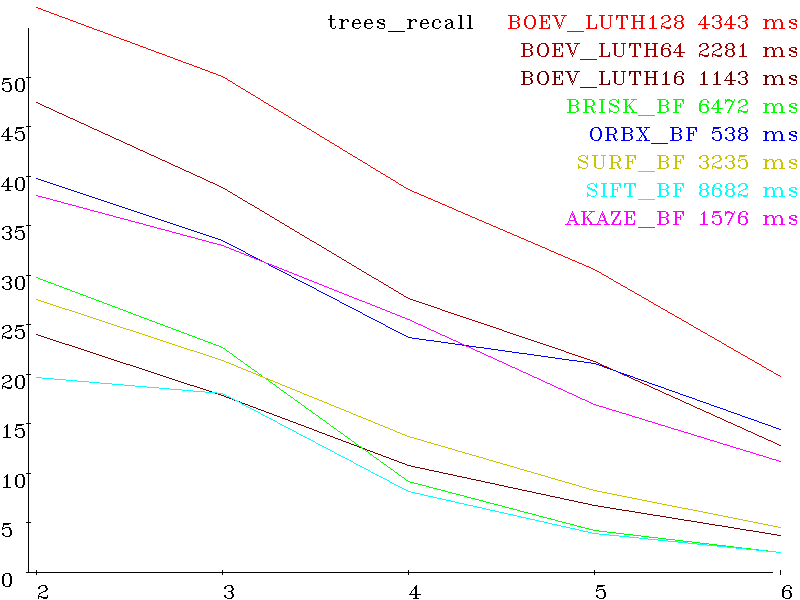 trees_recall BOEV_LUTH128 4343 ms
BOEV_LUTH64 2281 ms
BOEV_LUTH16 1143 ms
BRISK_BF 6472 ms
ORBX_BF 538 ms
SURF_BF 3235 ms
SIFT_BF 8682 ms
AKAZE_BF 1576 ms
50
45
40
35
30
25
20
15
10
5
0
2 3 4 5 6